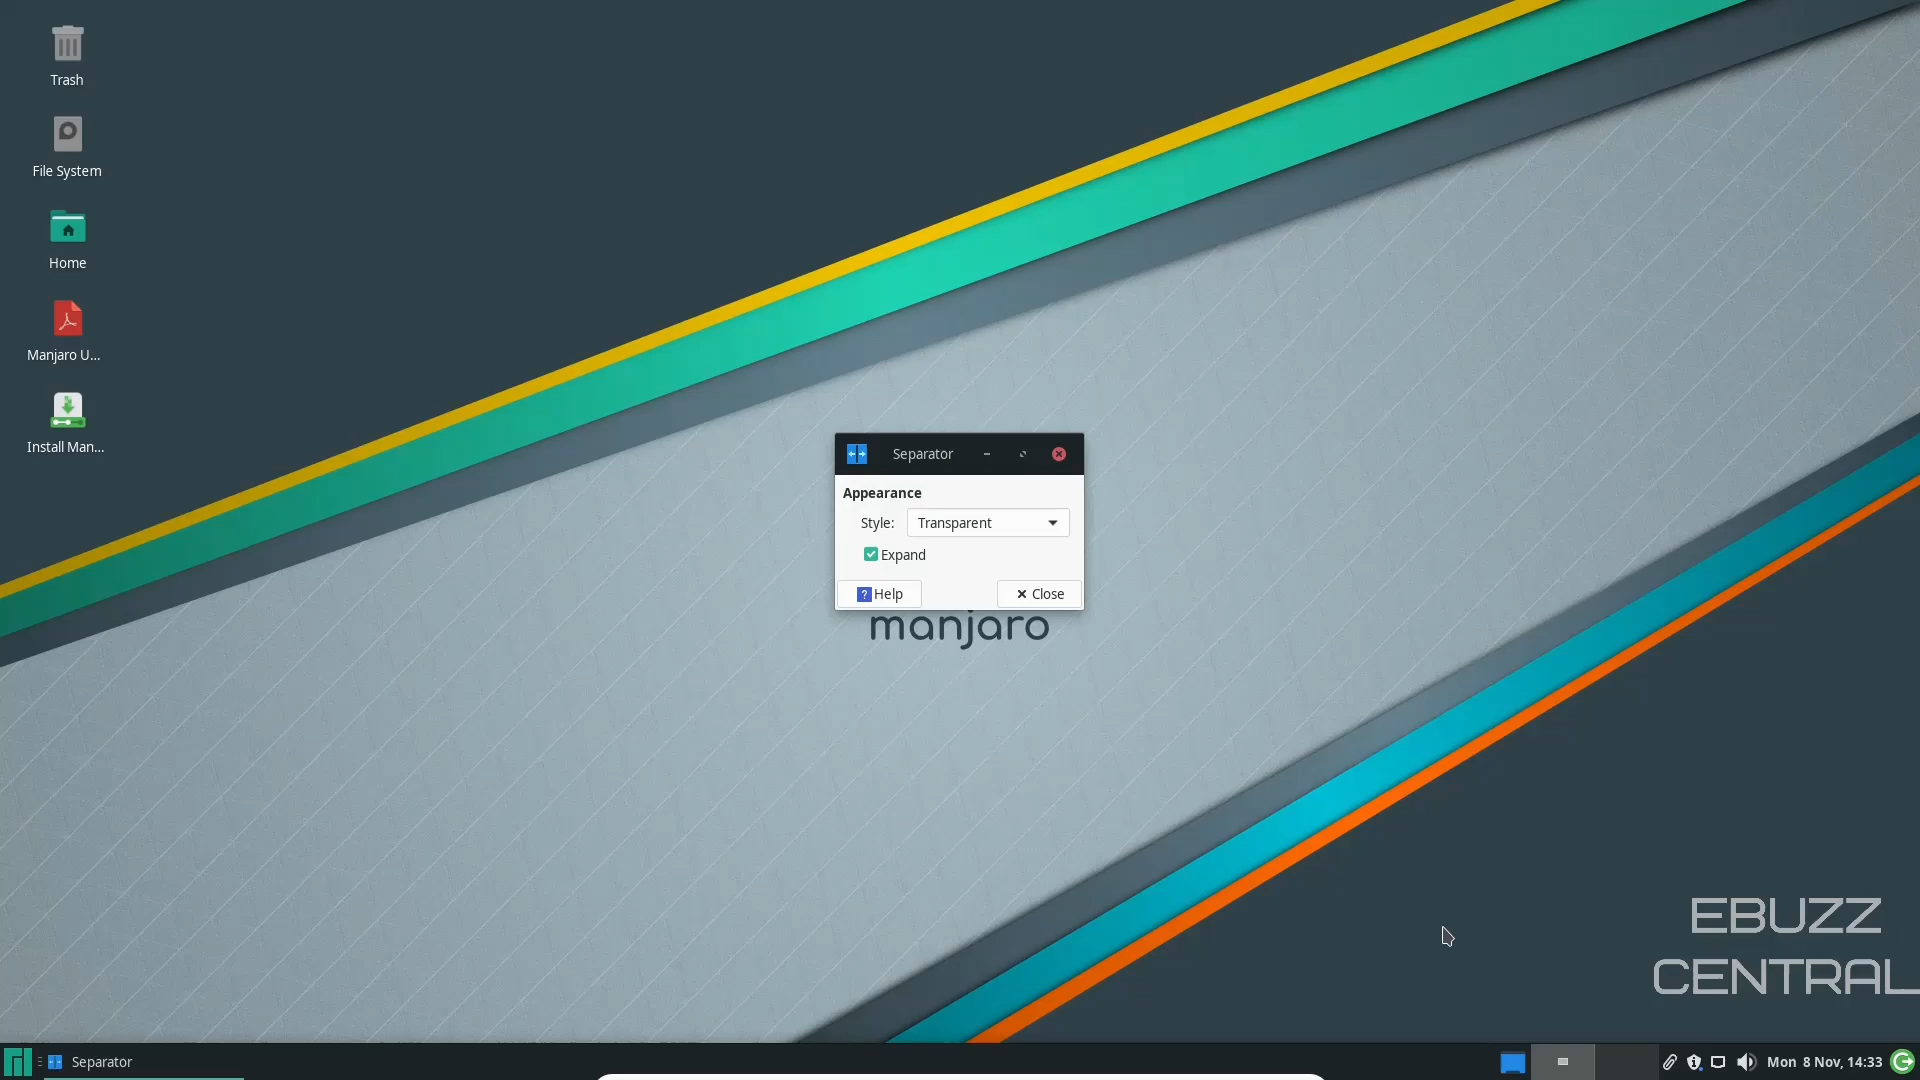 Trash
File System
Home
Manjaro U...
Install Man...
Separator
Appearance
Style: Transparent
Expand
? Help
Close
manjaro
EBUZZ
CENTRAL
Separator
Mon 8 Nov, 14:33